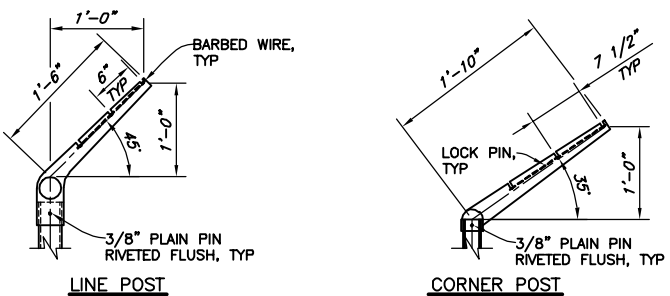 1'-0"
1'-6"
6"
TYP
BARBED WIRE,
TYP
45°
1'-0"
3/8" PLAIN PIN
RIVETED FLUSH, TYP
LINE POST
1'-10"
7 1/2"
TYP
LOCK PIN,
TYP
35°
1'-0"
3/8" PLAIN PIN
RIVETED FLUSH, TYP
CORNER POST